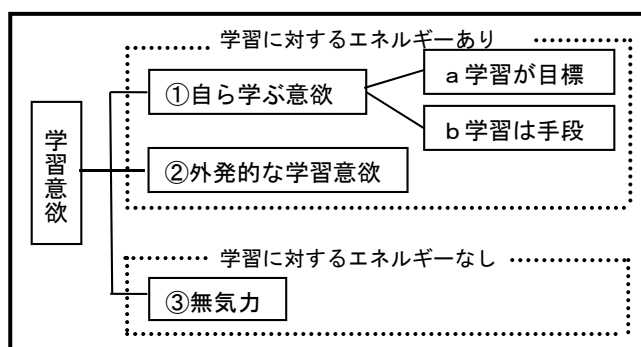 学習に対するエネルギーあり
a 学習が目標
①自ら学ぶ意欲
b 学習は手段
学習意欲
②外発的な学習意欲
学習に対するエネルギーなし
③無気力